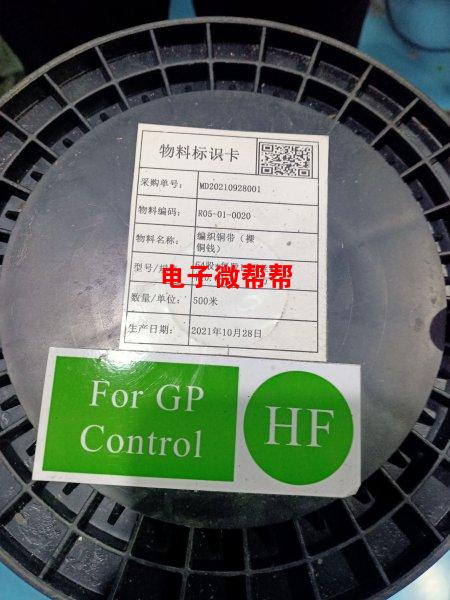 物料标识卡
采购单号： MD20210928001
物料编码： R05-01-0020
物料名称： 编织铜带（裸
铜钱）
型号/
电子微帮帮
数量/单位： 500米
生产日期： 2021年10月28日
For GP
Control
HF